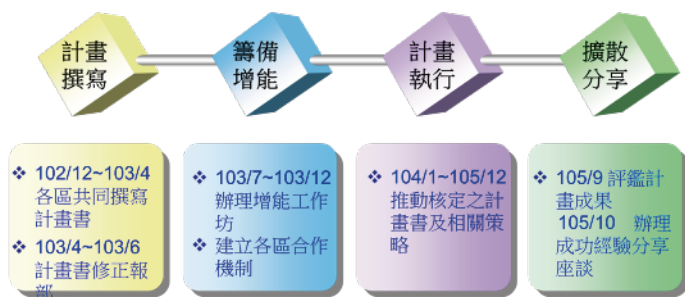 計畫
撰寫
籌備
增能
計畫
執行
擴散
分享
❖ 102/12~103/4
各區共同撰寫
計畫書
❖ 103/4~103/6
計畫書修正報
部
❖ 103/7~103/12
辦理增能工作
坊
❖ 建立各區合作
機制
❖ 104/1~105/12
推動核定之計
畫書及相關策
略
❖ 105/9 評鑑計
畫成果
105/10 辦理
成功經驗分享
座談